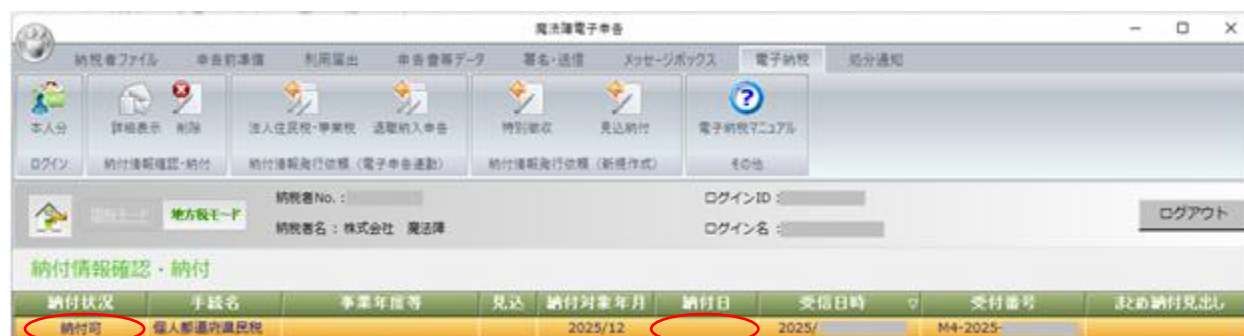 魔法陣電子申告
納税者ファイル 申告前準備 利用届出 申告書等データ 署名・送信 メッセージボックス 電子納税 処分通知
本人分 詳細表示 削除 法人住民税・事業税 退職納入申告 特別徴収 見込納付 電子納税マニュアル
ログイン 納付情報確認・納付 納付情報発行依頼（電子申告連動） 納付情報発行依頼（新規作成） その他
納税者No.： ログインID：
地方税モード ログアウト
納税者名：株式会社 魔法陣 ログイン名：
納付情報確認・納付
納付状況 手続名 事業年度等 見込 納付対象年月 納付日 受信日時 ▽ 受付番号 まとめ納付見出し
納付可 個人都道府県民税 2025/12 2025/ M4-2025-